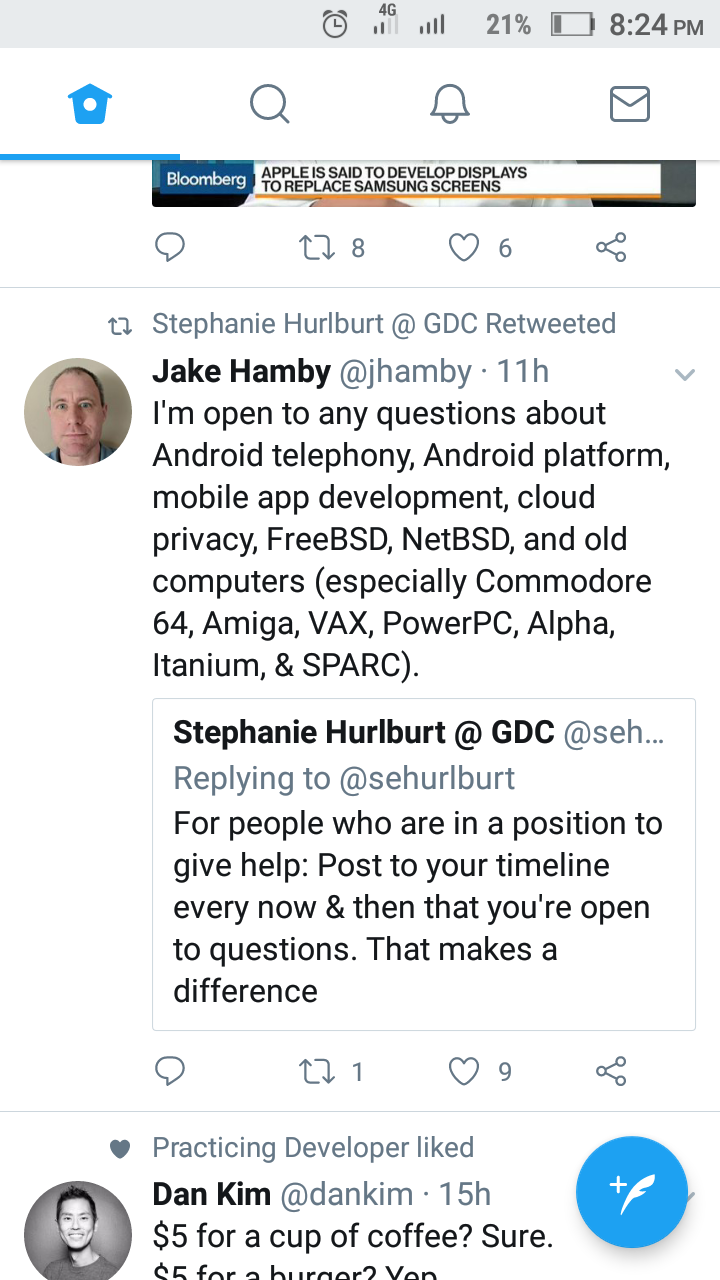 4G
21% 8:24 PM
Bloomberg
APPLE IS SAID TO DEVELOP DISPLAYS
TO REPLACE SAMSUNG SCREENS
8 6
Stephanie Hurlburt @ GDC Retweeted
Jake Hamby @jhamby · 11h
I'm open to any questions about
Android telephony, Android platform,
mobile app development, cloud
privacy, FreeBSD, NetBSD, and old
computers (especially Commodore
64, Amiga, VAX, PowerPC, Alpha,
Itanium, & SPARC).
Stephanie Hurlburt @ GDC @seh…
Replying to @sehurlburt
For people who are in a position to
give help: Post to your timeline
every now & then that you're open
to questions. That makes a
difference
1 9
Practicing Developer liked
Dan Kim @dankim · 15h
$5 for a cup of coffee? Sure.
$5 for a burger? Yep